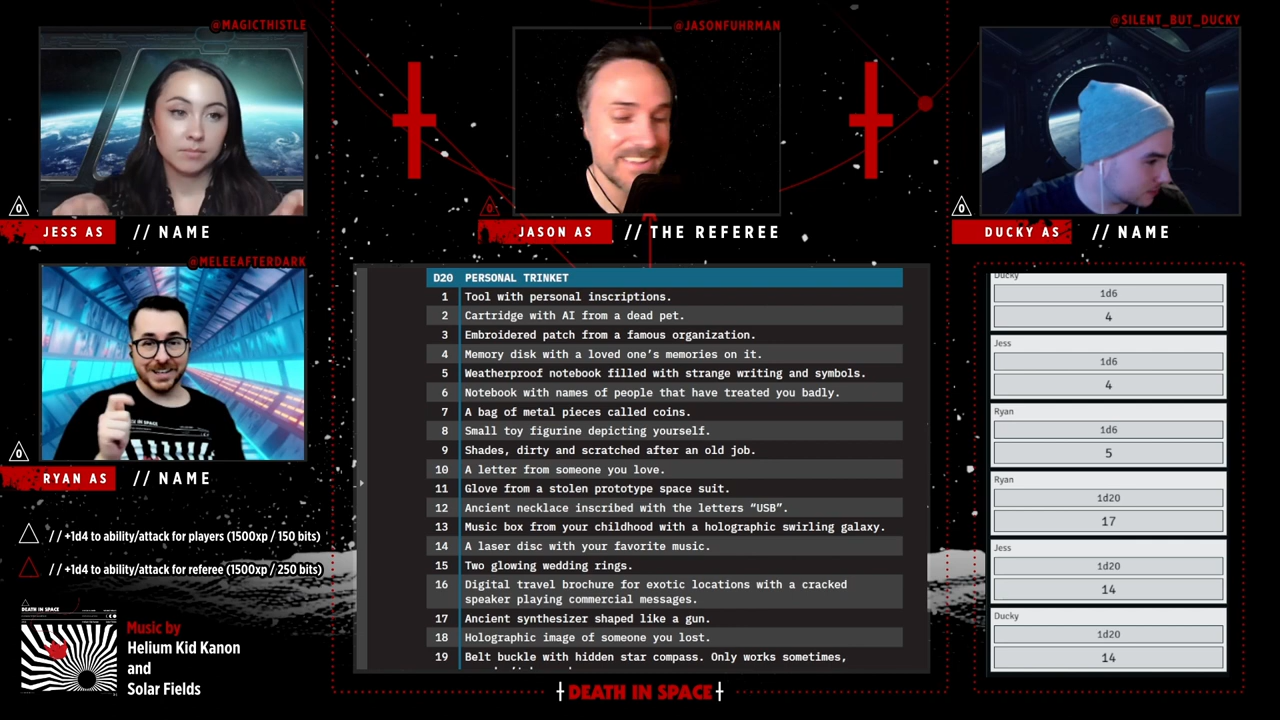 @MAGICTHISTLE
@JASONFUHRMAN
@SILENT_BUT_DUCKY
0
JESS AS // NAME
0
JASON AS // THE REFEREE
0
DUCKY AS // NAME
@MELEEAFTERDARK
0
RYAN AS // NAME
// +1d4 to ability/attack for players (1500xp / 150 bits)
// +1d4 to ability/attack for referee (1500xp / 250 bits)
DEATH IN SPACE
Music by
Helium Kid Kanon
and
Solar Fields
D20 PERSONAL TRINKET
1 Tool with personal inscriptions.
2 Cartridge with AI from a dead pet.
3 Embroidered patch from a famous organization.
4 Memory disk with a loved one’s memories on it.
5 Weatherproof notebook filled with strange writing and symbols.
6 Notebook with names of people that have treated you badly.
7 A bag of metal pieces called coins.
8 Small toy figurine depicting yourself.
9 Shades, dirty and scratched after an old job.
10 A letter from someone you love.
11 Glove from a stolen prototype space suit.
12 Ancient necklace inscribed with the letters “USB”.
13 Music box from your childhood with a holographic swirling galaxy.
14 A laser disc with your favorite music.
15 Two glowing wedding rings.
16 Digital travel brochure for exotic locations with a cracked
speaker playing commercial messages.
17 Ancient synthesizer shaped like a gun.
18 Holographic image of someone you lost.
19 Belt buckle with hidden star compass. Only works sometimes,
DEATH IN SPACE
Ducky
1d6
4
Jess
1d6
4
Ryan
1d6
5
Ryan
1d20
17
Jess
1d20
14
Ducky
1d20
14